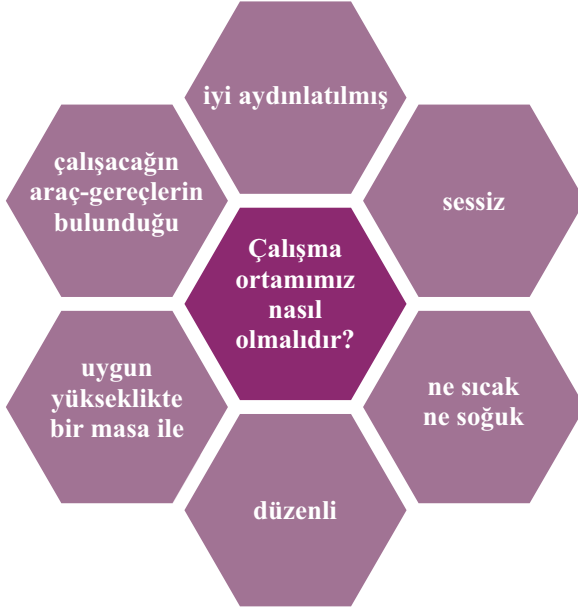 iyi aydınlatılmış
çalışacağın
araç-gereçlerin
bulunduğu
sessiz
Çalışma
ortamımız
nasıl
olmalıdır?
uygun
yükseklikte
bir masa ile
ne sıcak
ne soğuk
düzenli